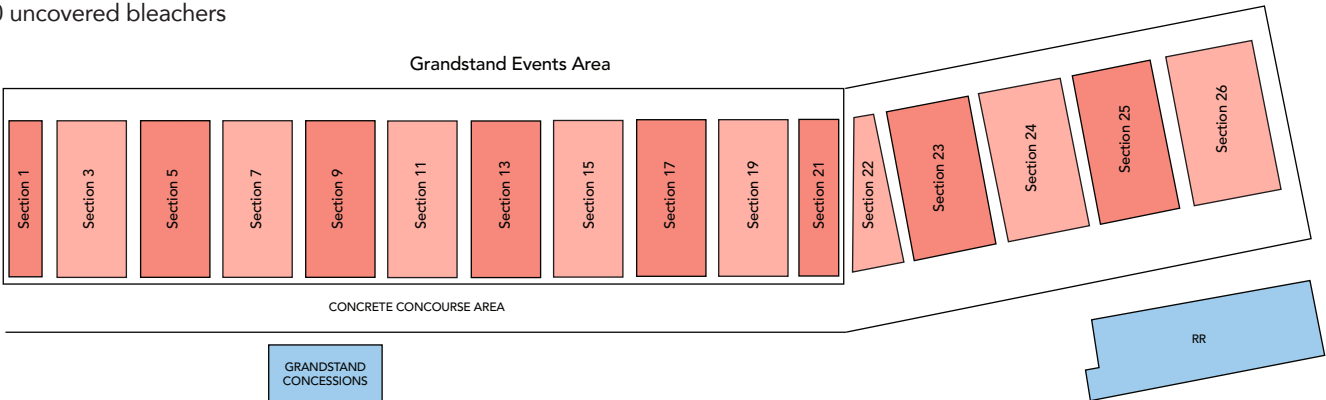 uncovered bleachers
Grandstand Events Area
Section 1
Section 3
Section 5
Section 7
Section 9
Section 11
Section 13
Section 15
Section 17
Section 19
Section 21
Section 22
Section 23
Section 24
Section 25
Section 26
CONCRETE CONCOURSE AREA
GRANDSTAND
CONCESSIONS
RR